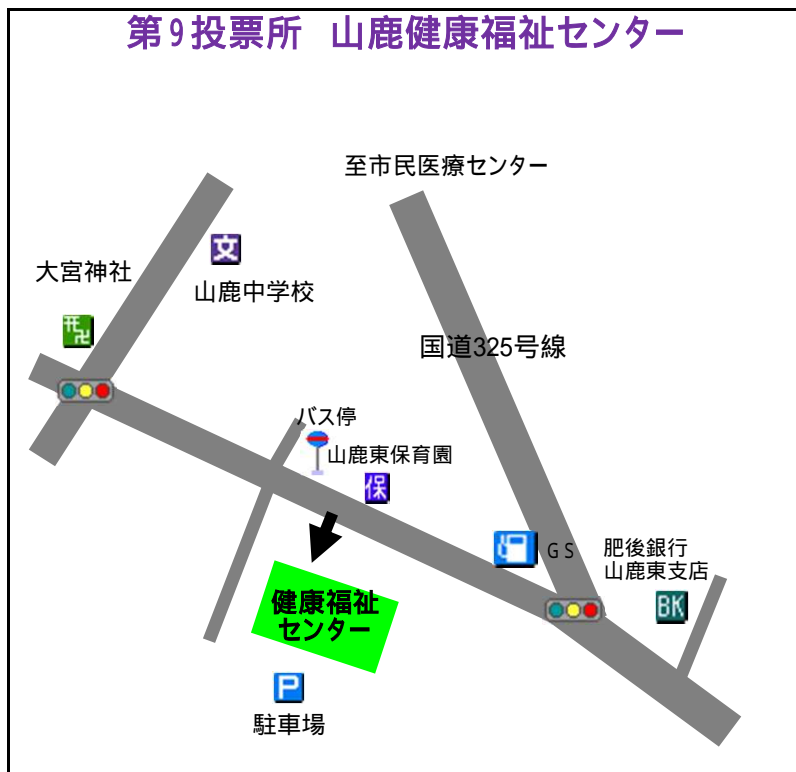 第9投票所 山鹿健康福祉センター
至市民医療センター
文
大宮神社
山鹿中学校
卍
国道325号線
バス停
山鹿東保育園
保
GS
肥後銀行
山鹿東支店
BK
健康福祉
センター
P
駐車場